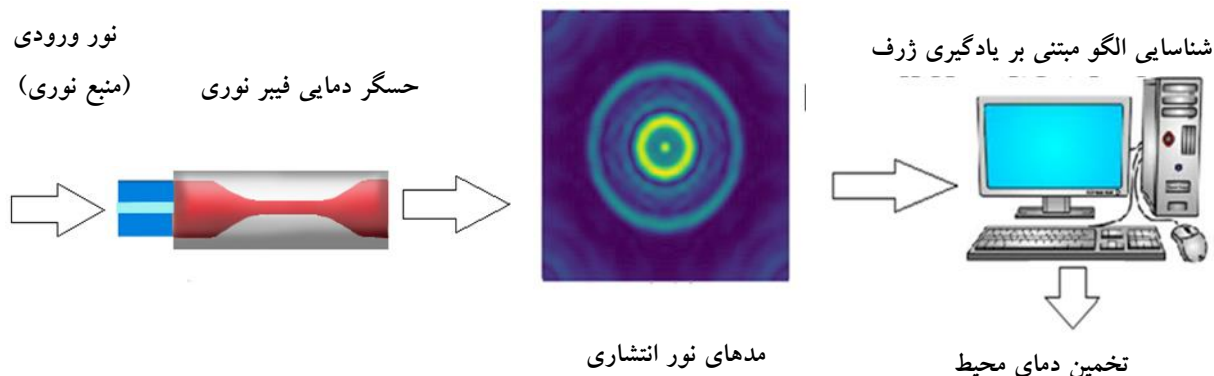 نور ورودی
(منبع نوری)
حسگر دمایی فیبر نوری
شناسایی الگو مبتنی بر یادگیری ژرف
مدهای نور انتشاری
تخمین دمای محیط